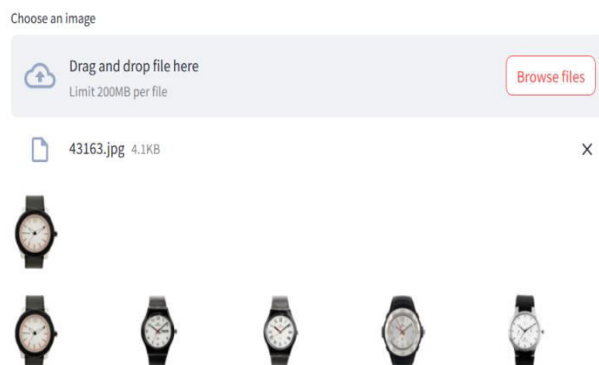 Choose an image
Drag and drop file here
Limit 200MB per file
Browse files
43163.jpg 4.1KB
X